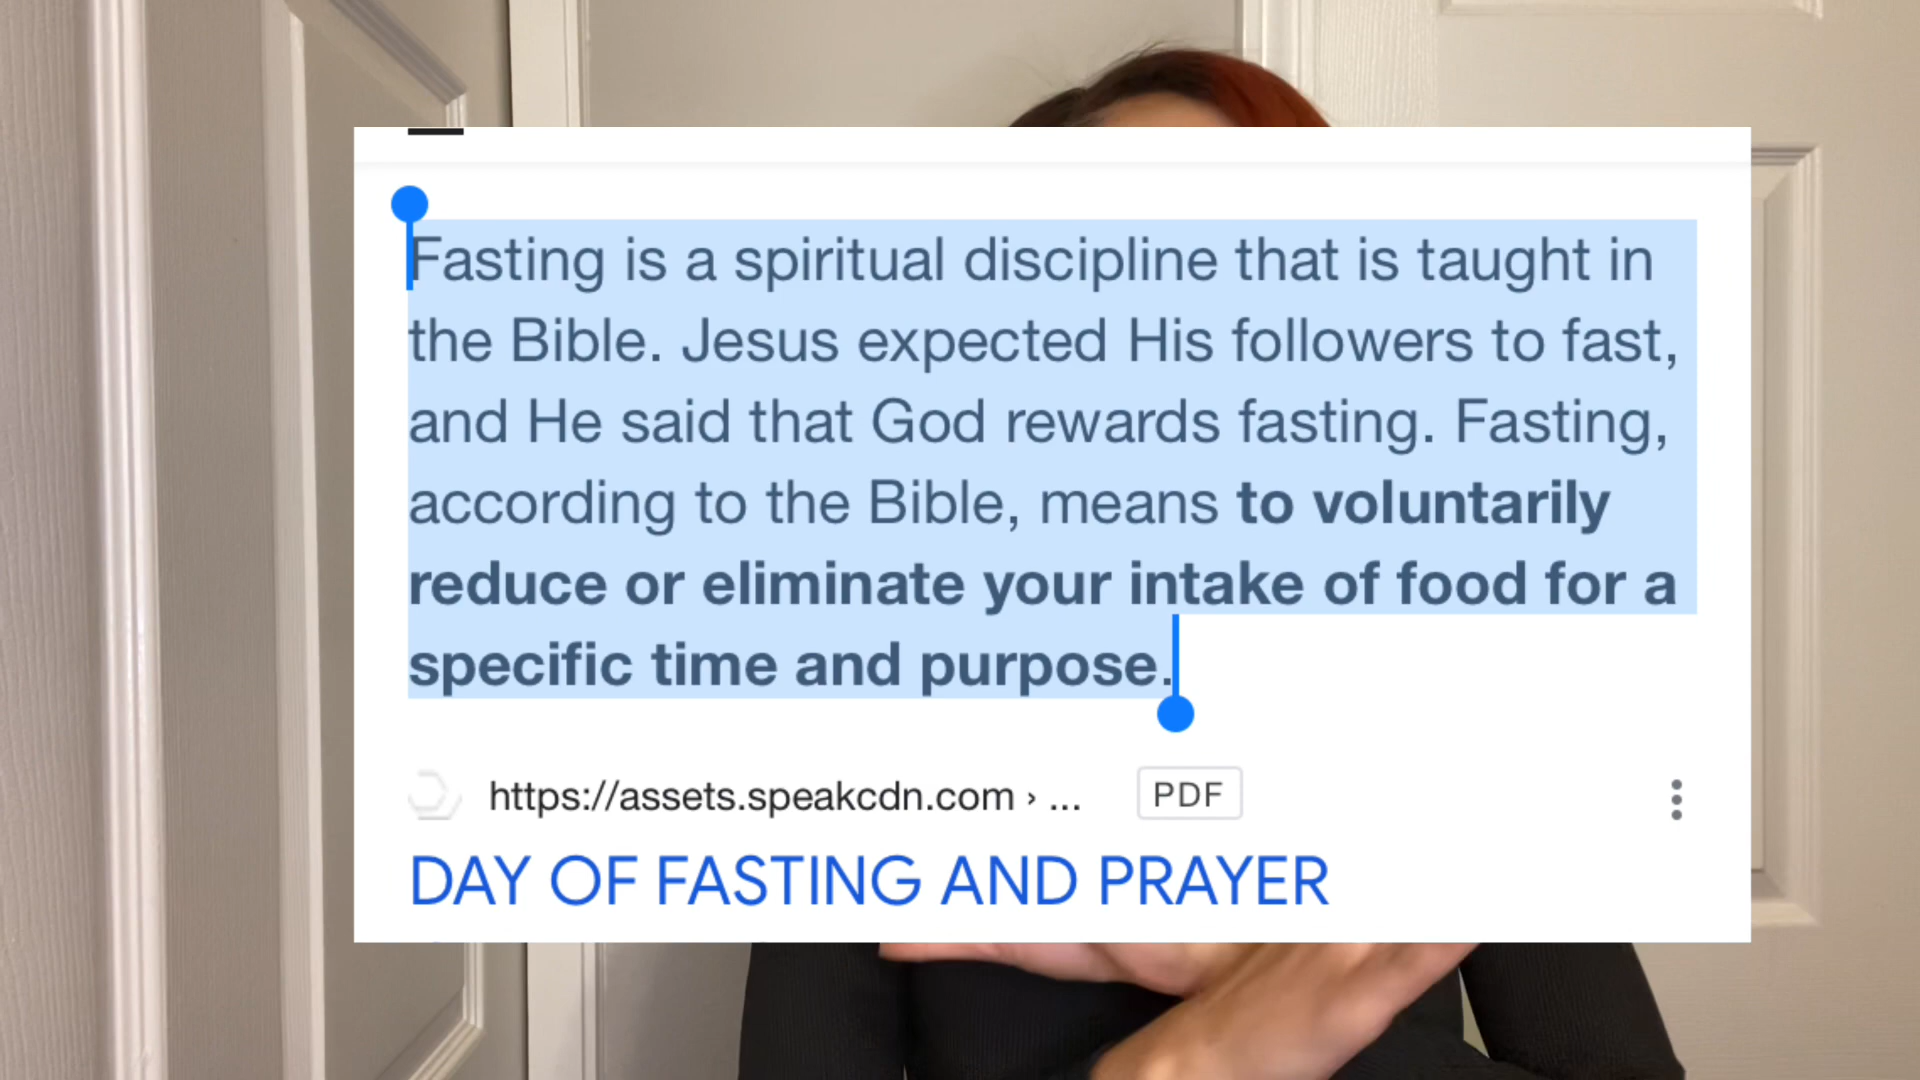 Fasting is a spiritual discipline that is taught in
the Bible. Jesus expected His followers to fast,
and He said that God rewards fasting. Fasting,
according to the Bible, means to voluntarily
reduce or eliminate your intake of food for a
specific time and purpose.
https://assets.speakcdn.com › ... PDF
DAY OF FASTING AND PRAYER